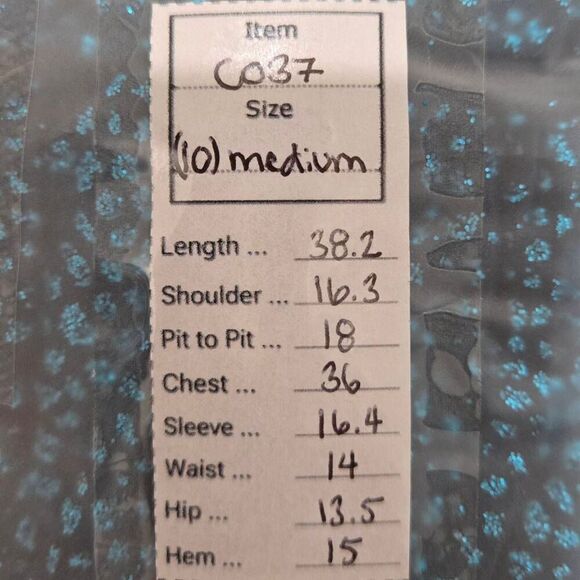 Item
C037
Size
(10) medium
Length ... 38.2
Shoulder ... 16.3
Pit to Pit ... 18
Chest ... 36
Sleeve ... 16.4
Waist ... 14
Hip ... 13.5
Hem ... 15